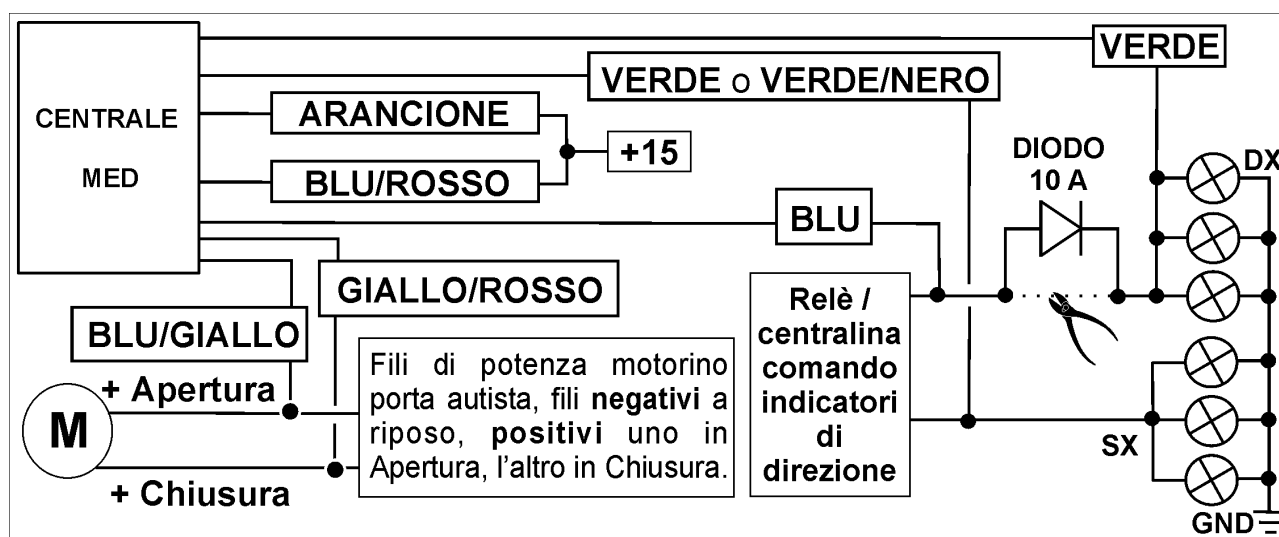 VERDE
VERDE o VERDE/NERO
CENTRALE
MED
ARANCIONE
+15
BLU/ROSSO
DIODO
10 A
DX
BLU
GIALLO/ROSSO
BLU/GIALLO
Relè /
centralina
comando
indicatori
di
direzione
+ Apertura
Fili di potenza motorino
porta autista, fili negativi a
riposo, positivi uno in
Apertura, l'altro in Chiusura.
M
+ Chiusura
SX
GND